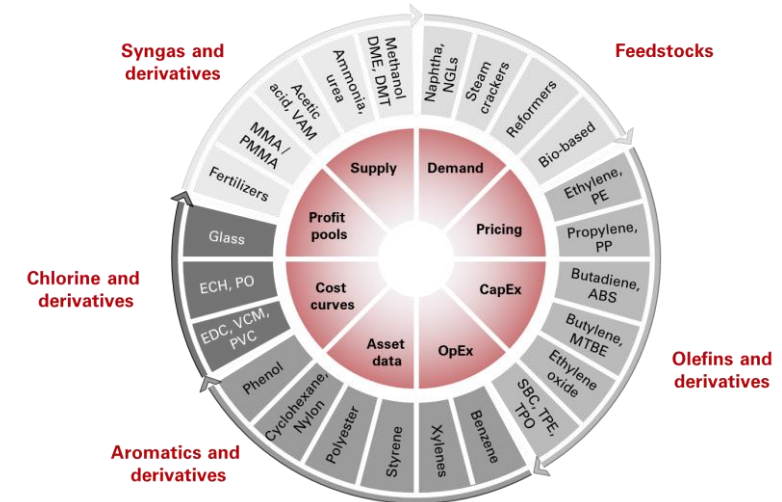 Syngas and
derivatives
Feedstocks
Olefins and
derivatives
Aromatics and
derivatives
Chlorine and
derivatives
Naphtha,
NGLs
Steam
crackers
Reformers
Bio-based
Ethylene,
PE
Propylene,
PP
Butadiene,
ABS
Butylene,
MTBE
Ethylene
oxide
SBC, TPE,
TPO
Benzene
Xylenes
Styrene
Polyester
Cyclohexane,
Nylon
Phenol
EDC, VCM,
PVC
ECH, PO
Glass
Fertilizers
MMA /
PMMA
Acetic
acid, VAM
Ammonia,
urea
Methanol
DME, DMT
Supply
Demand
Pricing
CapEx
OpEx
Asset
data
Cost
curves
Profit
pools